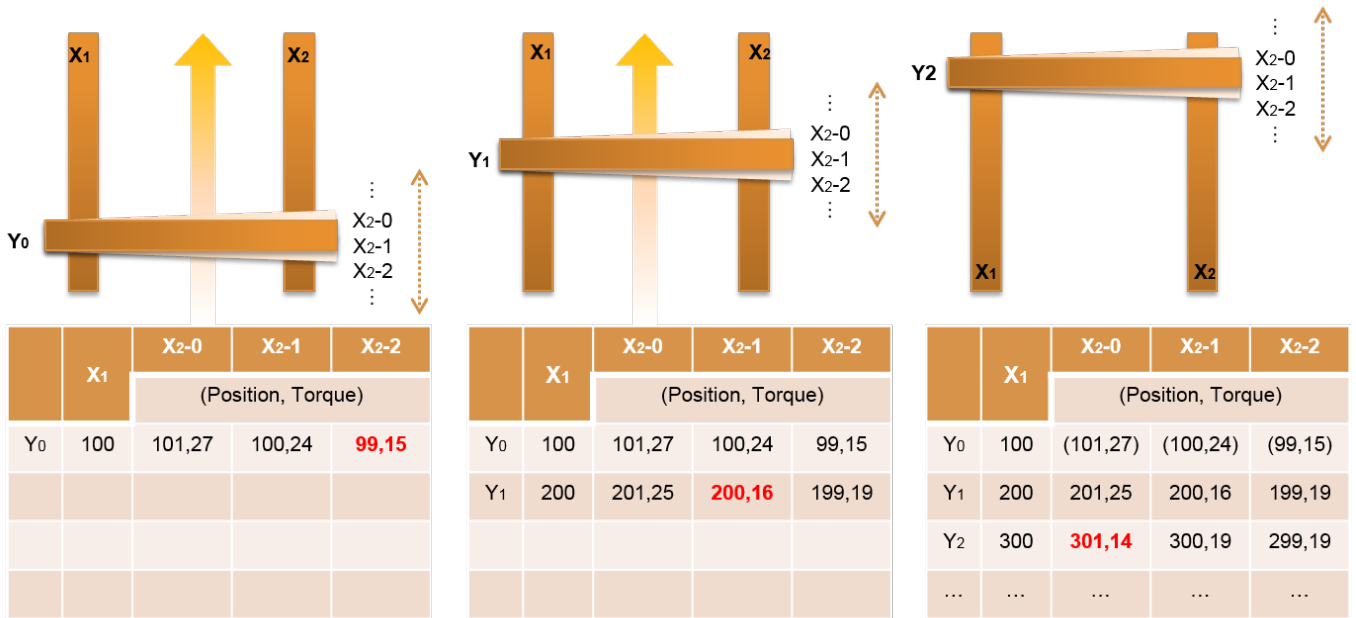 X1 X2
⋮
X2-0
Y0 X2-1
X2-2
⋮
X2-0 X2-1 X2-2
X1
(Position, Torque)
Y0 100 101,27 100,24 99,15
X1 X2
⋮
X2-0
Y1 X2-1
X2-2
⋮
X2-0 X2-1 X2-2
X1
(Position, Torque)
Y0 100 101,27 100,24 99,15
Y1 200 201,25 200,16 199,19
⋮
X2-0
Y2 X2-1
X2-2
⋮
X1 X2
X2-0 X2-1 X2-2
X1
(Position, Torque)
Y0 100 (101,27) (100,24) (99,15)
Y1 200 201,25 200,16 199,19
Y2 300 301,14 300,19 299,19
... ... ... ... ...